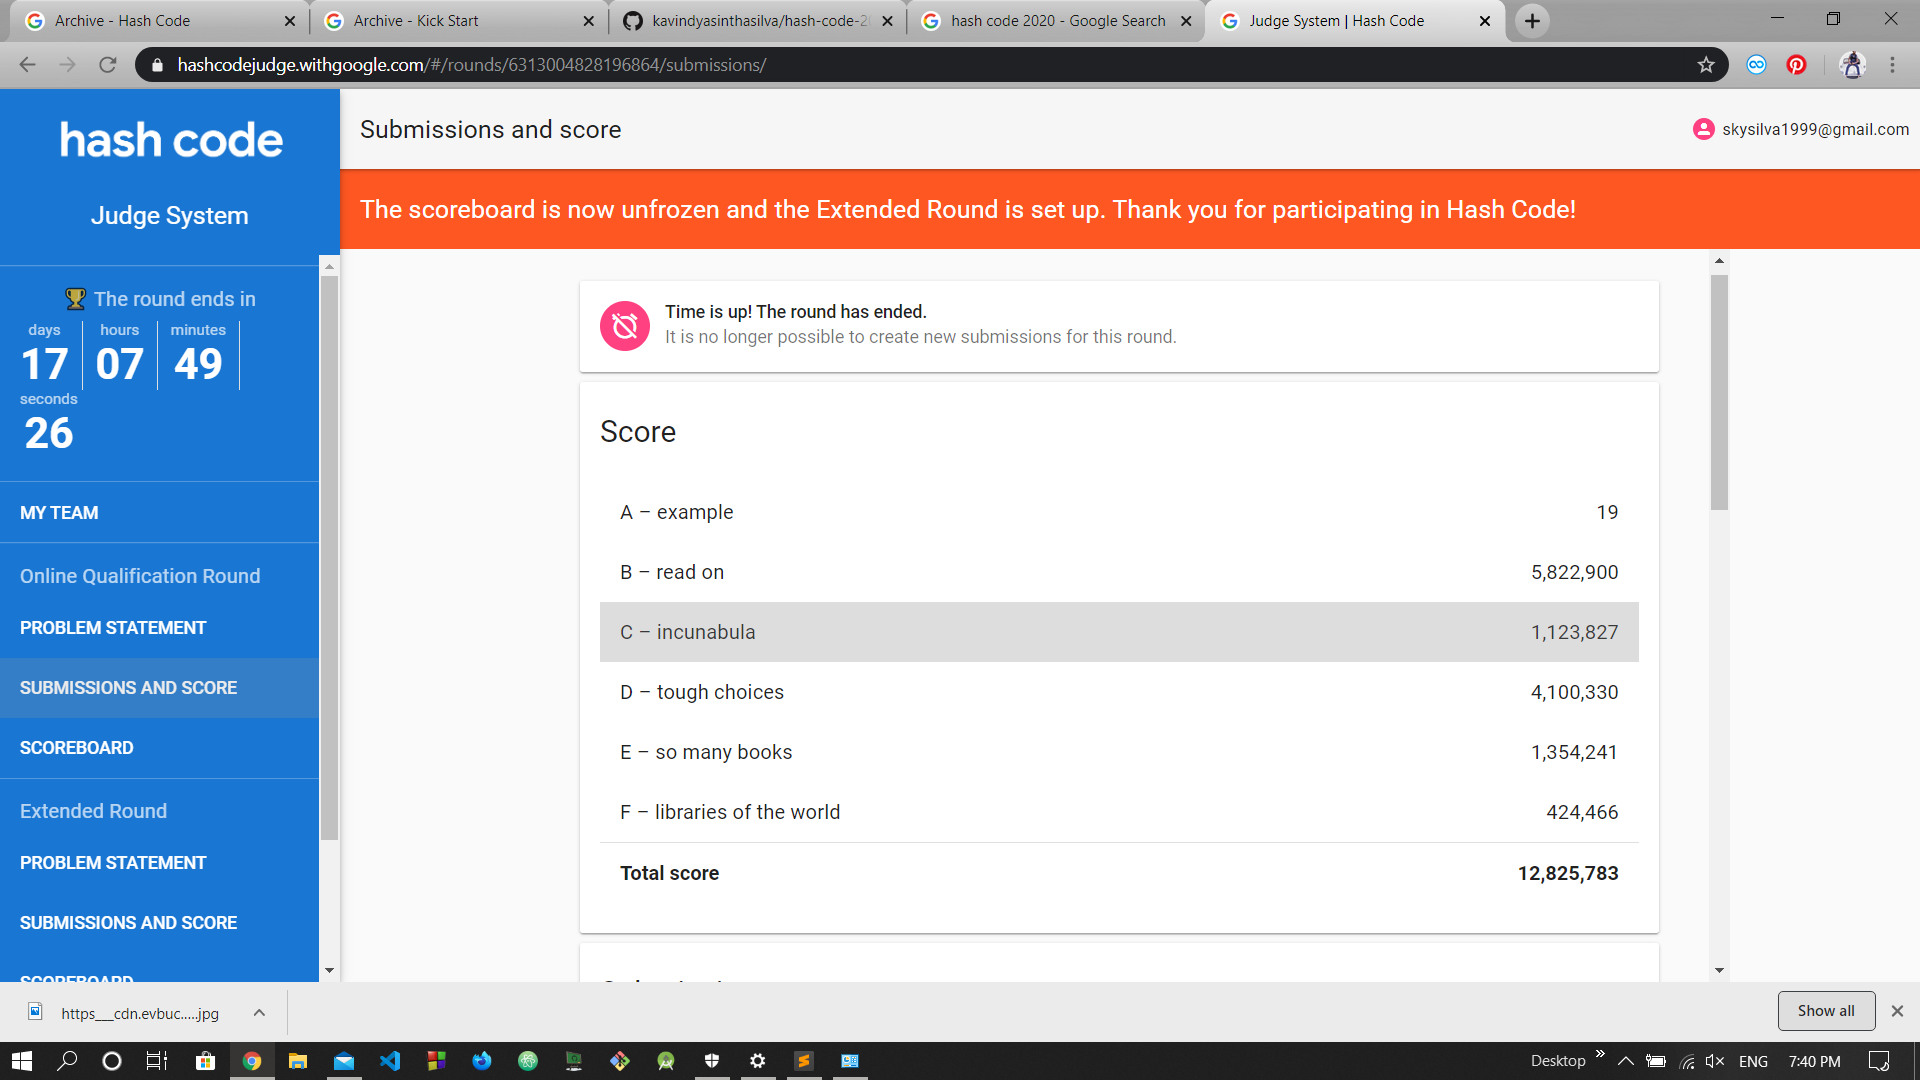 Archive - Hash Code
Archive - Kick Start
kavindyasinthasilva/hash-code-20
hash code 2020 - Google Search
Judge System | Hash Code
hashcodejudge.withgoogle.com/#/rounds/6313004828196864/submissions/
hash code
Judge System
The round ends in
days hours minutes
17 07 49
seconds
26
MY TEAM
Online Qualification Round
PROBLEM STATEMENT
SUBMISSIONS AND SCORE
SCOREBOARD
Extended Round
PROBLEM STATEMENT
SUBMISSIONS AND SCORE
SCOREBOARD
Submissions and score
skysilva1999@gmail.com
The scoreboard is now unfrozen and the Extended Round is set up. Thank you for participating in Hash Code!
Time is up! The round has ended.
It is no longer possible to create new submissions for this round.
Score
A – example 19
B – read on 5,822,900
C – incunabula 1,123,827
D – tough choices 4,100,330
E – so many books 1,354,241
F – libraries of the world 424,466
Total score 12,825,783
https___cdn.evbuc.....jpg
Show all
Desktop
ENG
7:40 PM